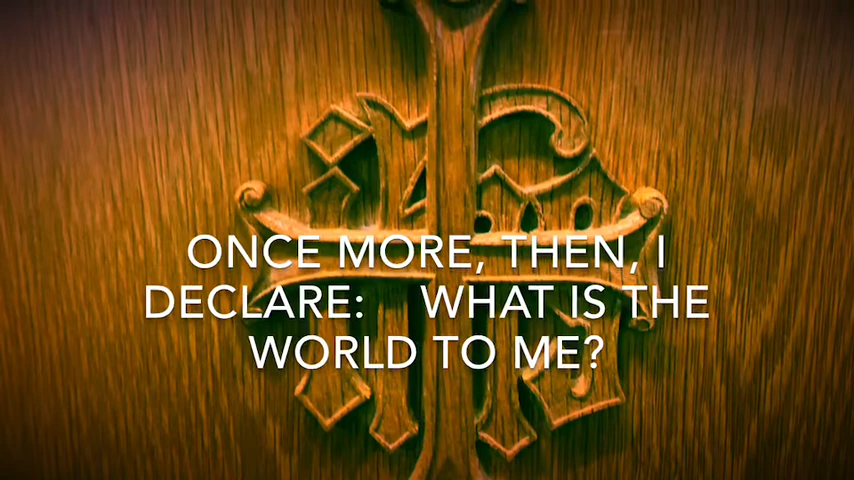 ONCE MORE, THEN, I
DECLARE: WHAT IS THE
WORLD TO ME?